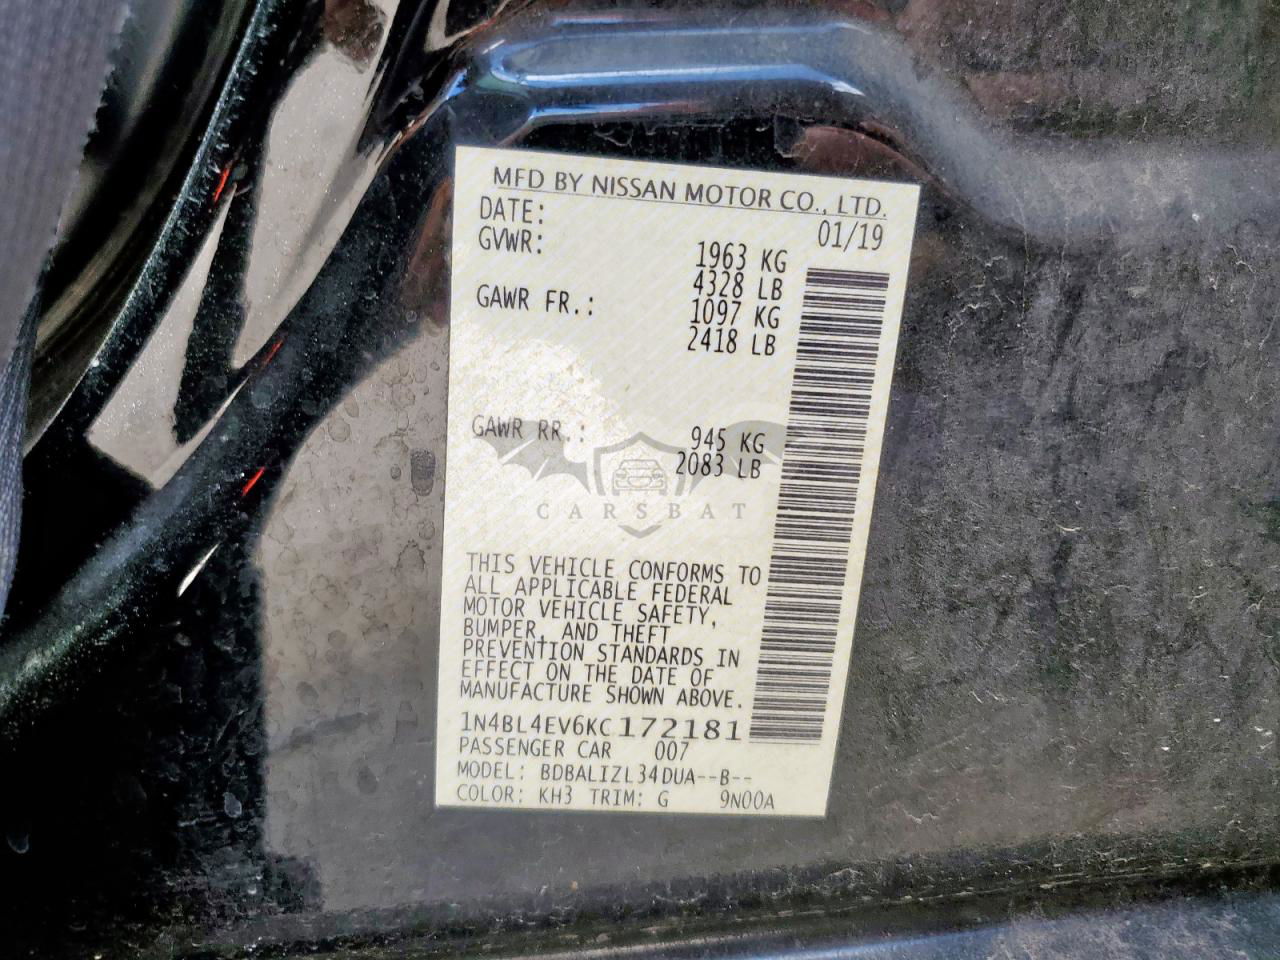 MFD BY NISSAN MOTOR CO., LTD.
DATE: 01/19
GVWR: 1963 KG
4328 LB
GAWR FR.: 1097 KG
2418 LB
GAWR RR.: 945 KG
2083 LB
CARSBAT
THIS VEHICLE CONFORMS TO
ALL APPLICABLE FEDERAL
MOTOR VEHICLE SAFETY,
BUMPER, AND THEFT
PREVENTION STANDARDS IN
EFFECT ON THE DATE OF
MANUFACTURE SHOWN ABOVE.
1N4BL4EV6KC172181
PASSENGER CAR 007
MODEL: BDBALIZL34DUA--B--
COLOR: KH3 TRIM: G 9N00A